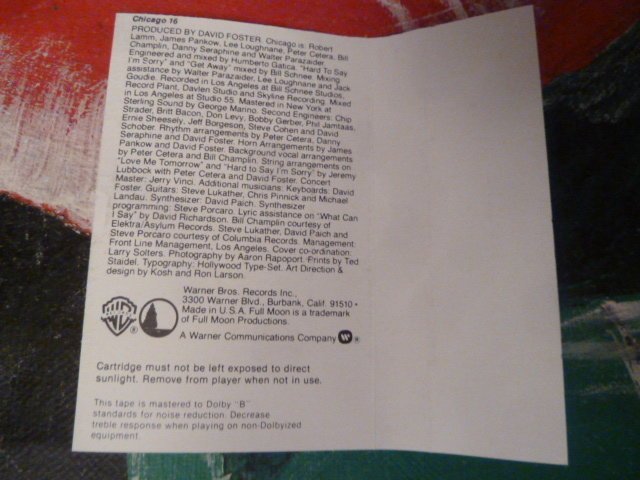 Chicago 16
PRODUCED BY DAVID FOSTER. Chicago is: Robert
Lamm, James Pankow, Lee Loughnane, Peter Cetera, Bill
Champlin, Danny Seraphine and Walter Parazaider.
Engineered and mixed by Humberto Gatica. "Hard To Say
I'm Sorry" and "Get Away" mixed by Bill Schnee. Mixing
assistance by Walter Parazaider, Lee Loughnane and Jack
Goudie. Recorded in Los Angeles at Bill Schnee Studios,
Record Plant, Davlen Studio and Skyline Recording. Mixed
in Los Angeles at Studio 55. Mastered in New York at
Sterling Sound by George Marino. Second Engineers: Chip
Strader, Britt Bacon, Don Levy, Bobby Gerber, Phil Jamtaas,
Ernie Sheesely, Jeff Borgeson, Steve Cohen and David
Schober. Rhythm arrangements by Peter Cetera, Danny
Seraphine and David Foster. Horn Arrangements by James
Pankow and David Foster. Background vocal arrangements
by Peter Cetera and Bill Champlin. String arrangements on
"Love Me Tomorrow" and "Hard to Say I'm Sorry" by Jeremy
Lubbock with Peter Cetera and David Foster. Concert
Master: Jerry Vinci. Additional musicians: Keyboards: David
Foster. Guitars: Steve Lukather, Chris Pinnick and Michael
Landau. Synthesizer: David Paich. Synthesizer
programming: Steve Porcaro. Lyric assistance on "What Can
I Say" by David Richardson. Bill Champlin courtesy of
Elektra/Asylum Records. Steve Lukather, David Paich and
Steve Porcaro courtesy of Columbia Records. Management:
Front Line Management, Los Angeles. Cover co-ordination:
Larry Solters. Photography by Aaron Rapoport. Prints by Ted
Staidel. Typography: Hollywood Type-Set. Art Direction &
design by Kosh and Ron Larson.
Warner Bros. Records Inc.,
3300 Warner Blvd., Burbank, Calif. 91510 •
Made in U.S.A. Full Moon is a trademark
of Full Moon Productions.
WB ®
A Warner Communications Company W ®
Cartridge must not be left exposed to direct
sunlight. Remove from player when not in use.
This tape is mastered to Dolby "B"
standards for noise reduction. Decrease
treble response when playing on non-Dolbyized
equipment.